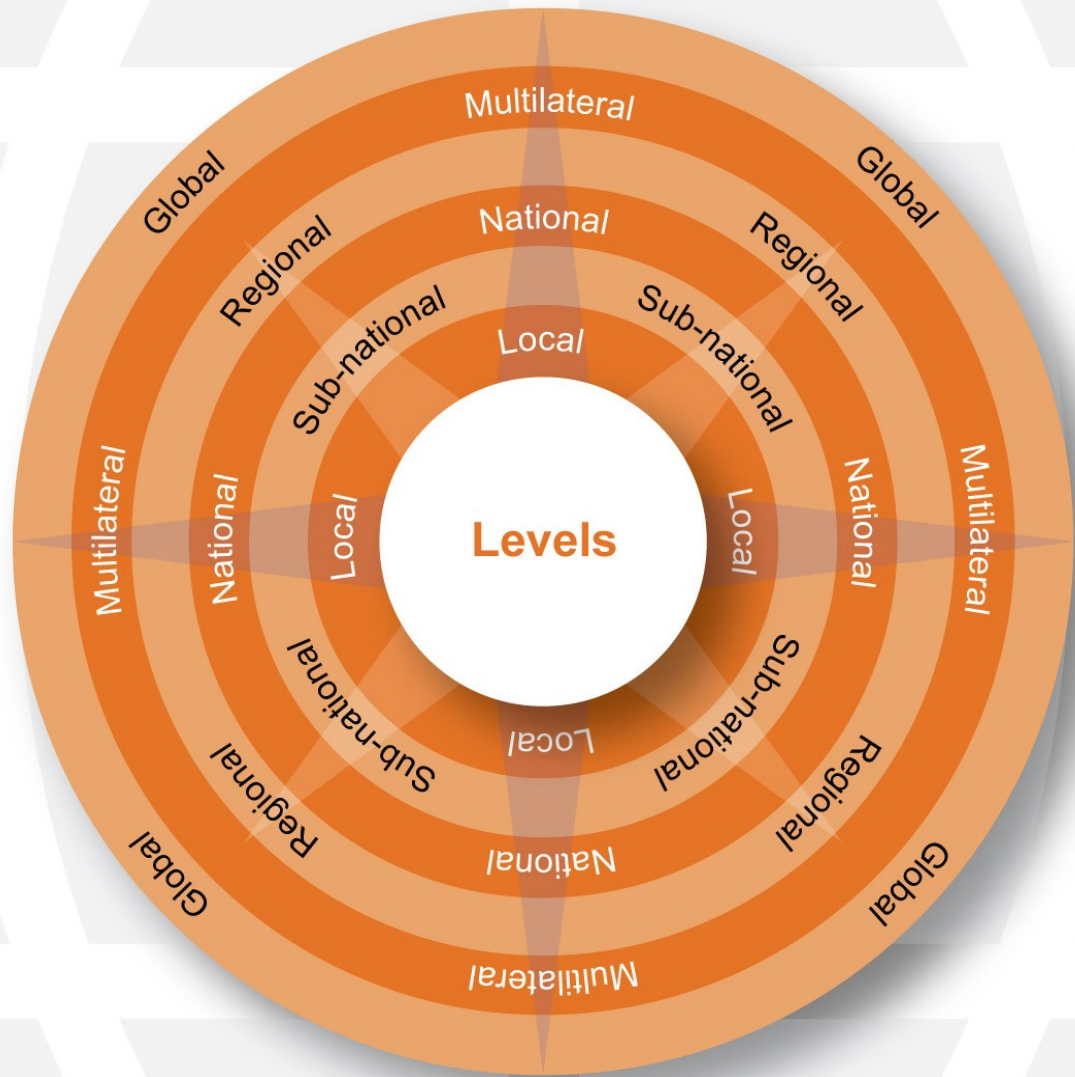 Multilateral
Global
Global
Regional
Regional
National
Sub-national
Sub-national
Local
Multilateral
National
Local
Levels
Local
National
Multilateral
Sub-national
Sub-national
Local
Regional
Regional
National
Global
Global
Multilateral